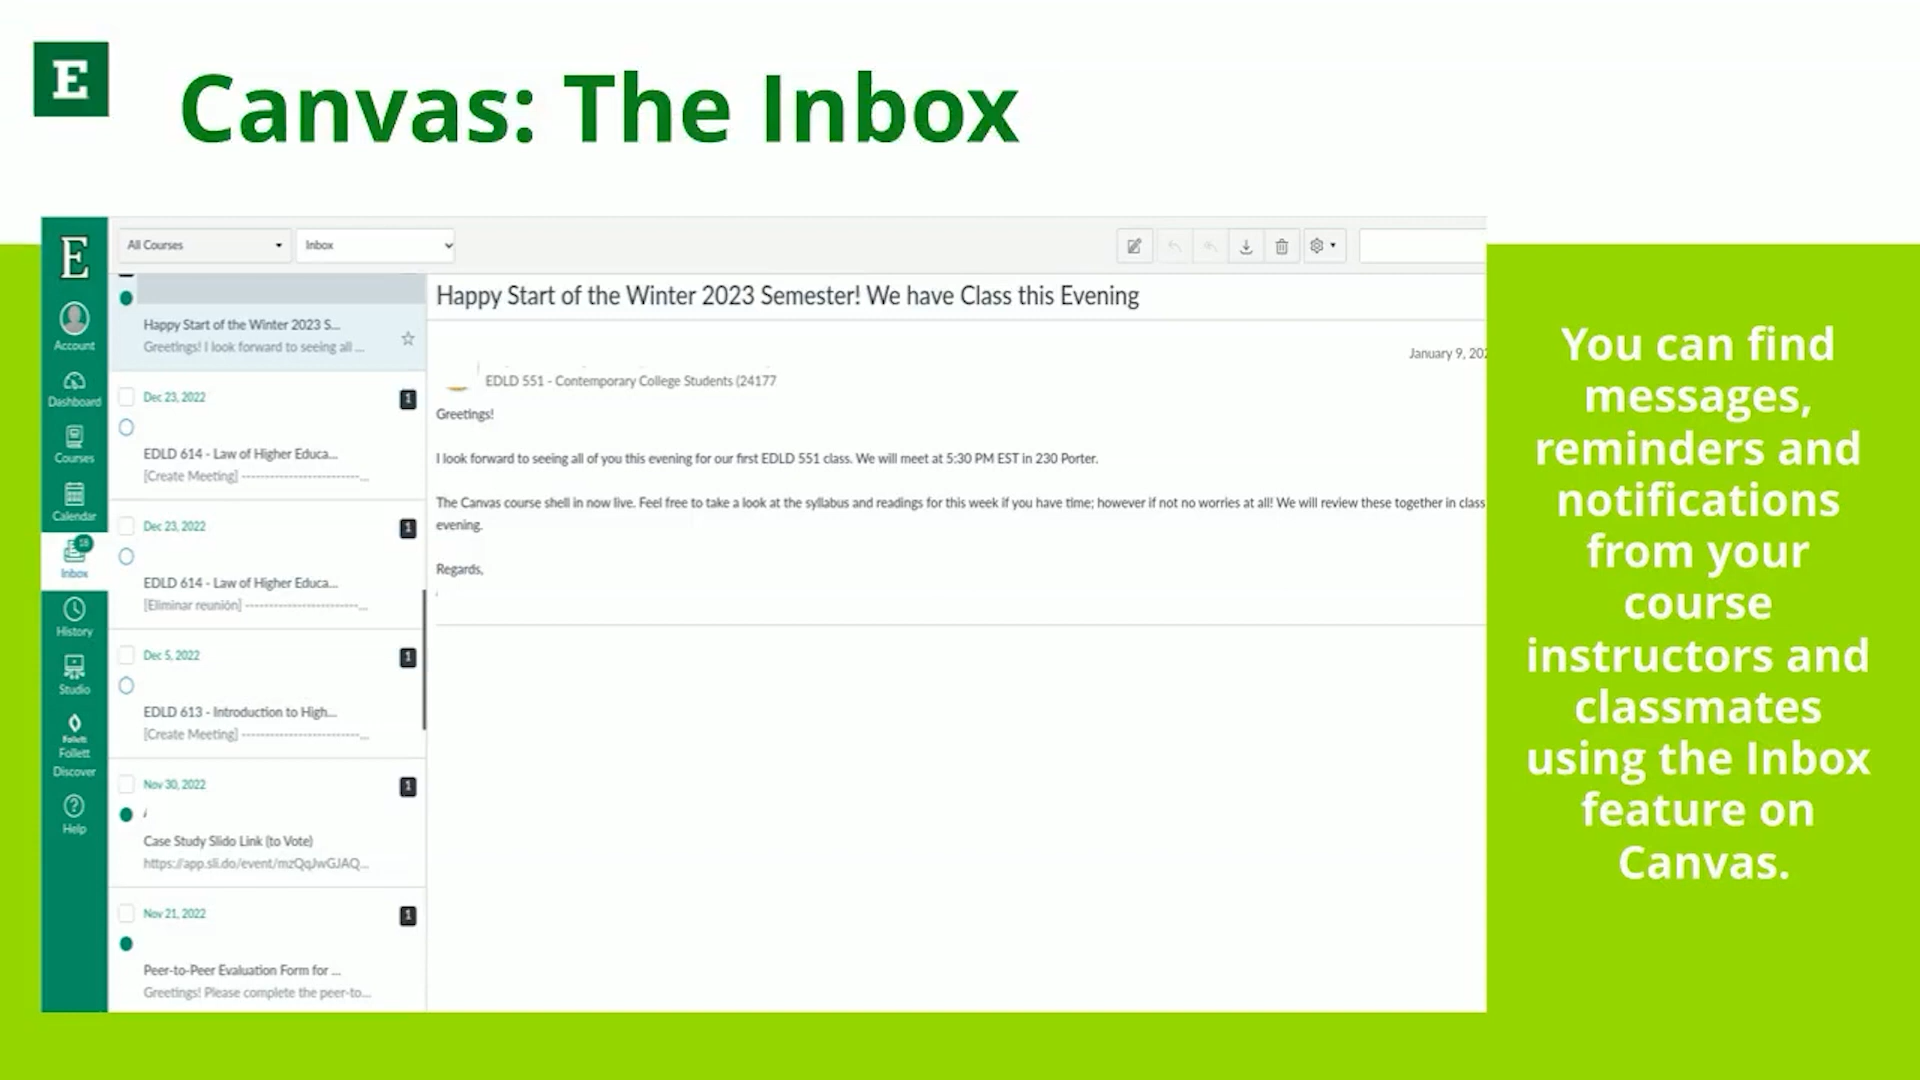 E
Canvas: The Inbox
E
Account
Dashboard
Courses
Calendar
18
Inbox
History
Studio
Follett
Follett
Discover
Help
All Courses
Inbox
Happy Start of the Winter 2023 S...
Greetings! I look forward to seeing all ...
Dec 23, 2022
1
EDLD 614 - Law of Higher Educa...
[Create Meeting] -------------------------...
Dec 23, 2022
1
EDLD 614 - Law of Higher Educa...
[Eliminar reunión] ------------------------...
Dec 5, 2022
1
EDLD 613 - Introduction to High...
[Create Meeting] -------------------------...
Nov 30, 2022
1
Case Study Slido Link (to Vote)
https://app.sli.do/event/mzQqJwGJAQ...
Nov 21, 2022
1
Peer-to-Peer Evaluation Form for ...
Greetings! Please complete the peer-to...
Happy Start of the Winter 2023 Semester! We have Class this Evening
January 9, 202
EDLD 551 - Contemporary College Students (24177
Greetings!
I look forward to seeing all of you this evening for our first EDLD 551 class. We will meet at 5:30 PM EST in 230 Porter.
The Canvas course shell in now live. Feel free to take a look at the syllabus and readings for this week if you have time; however if not no worries at all! We will review these together in class
evening.
Regards,
You can find
messages,
reminders and
notifications
from your
course
instructors and
classmates
using the Inbox
feature on
Canvas.